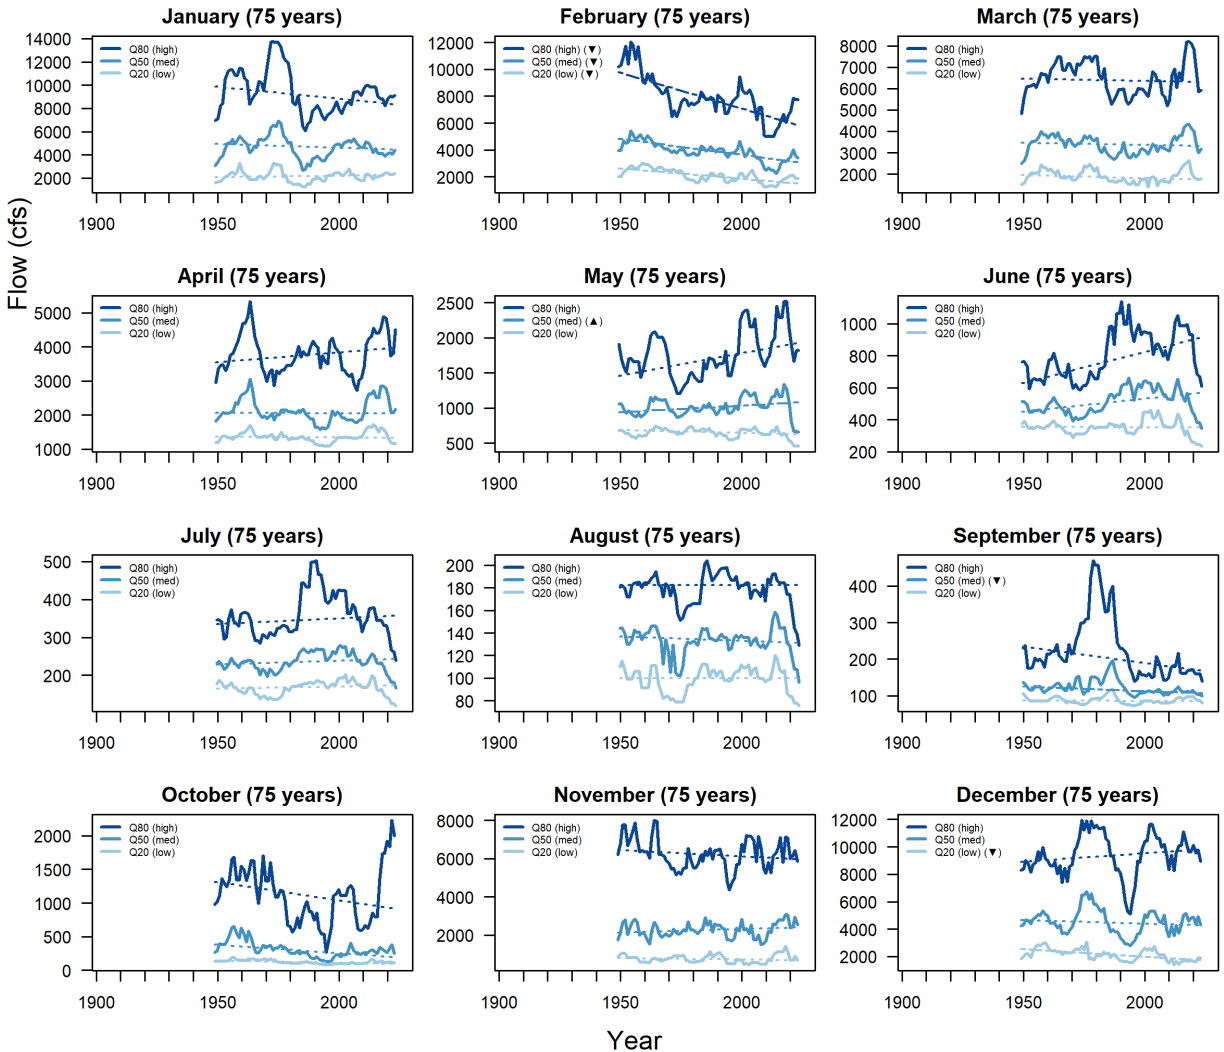 January (75 years)
14000
12000
10000
8000
6000
4000
2000
Q80 (high)
Q50 (med)
Q20 (low)
1900
1950
2000
February (75 years)
12000
10000
8000
6000
4000
2000
Q80 (high) (▼)
Q50 (med) (▼)
Q20 (low) (▼)
1900
1950
2000
March (75 years)
8000
7000
6000
5000
4000
3000
2000
Q80 (high)
Q50 (med)
Q20 (low)
1900
1950
2000
Flow (cfs)
April (75 years)
5000
4000
3000
2000
1000
Q80 (high)
Q50 (med)
Q20 (low)
1900
1950
2000
May (75 years)
2500
2000
1500
1000
500
Q80 (high)
Q50 (med) (▲)
Q20 (low)
1900
1950
2000
June (75 years)
1000
800
600
400
200
Q80 (high)
Q50 (med)
Q20 (low)
1900
1950
2000
July (75 years)
500
400
300
200
Q80 (high)
Q50 (med)
Q20 (low)
1900
1950
2000
August (75 years)
200
180
160
140
120
100
80
Q80 (high)
Q50 (med)
Q20 (low)
1900
1950
2000
September (75 years)
400
300
200
100
Q80 (high)
Q50 (med) (▼)
Q20 (low)
1900
1950
2000
October (75 years)
2000
1500
1000
500
0
Q80 (high)
Q50 (med)
Q20 (low)
1900
1950
2000
November (75 years)
8000
6000
4000
2000
Q80 (high)
Q50 (med)
Q20 (low)
1900
1950
2000
December (75 years)
12000
10000
8000
6000
4000
2000
Q80 (high)
Q50 (med)
Q20 (low) (▼)
1900
1950
2000
Year